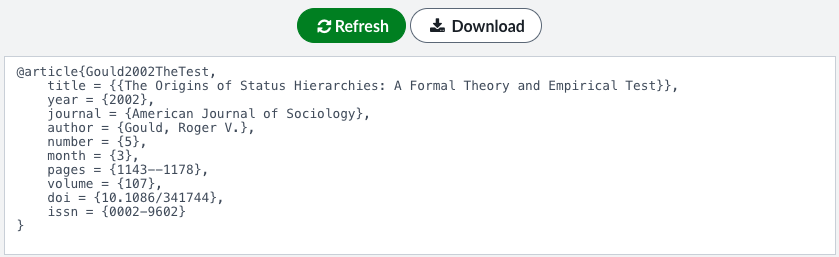 Refresh Download
@article{Gould2002TheTest,
    title = {{The Origins of Status Hierarchies: A Formal Theory and Empirical Test}},
    year = {2002},
    journal = {American Journal of Sociology},
    author = {Gould, Roger V.},
    number = {5},
    month = {3},
    pages = {1143--1178},
    volume = {107},
    doi = {10.1086/341744},
    issn = {0002-9602}
}